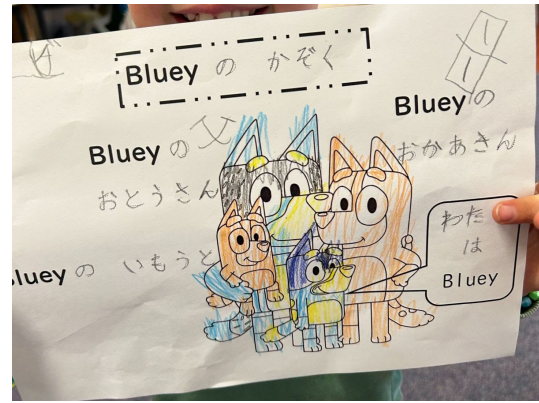 Bluey の かぞく
Bluey の
おかあさん
Bluey の 父
おとうさん
luey の いもうと
わた
は
Bluey